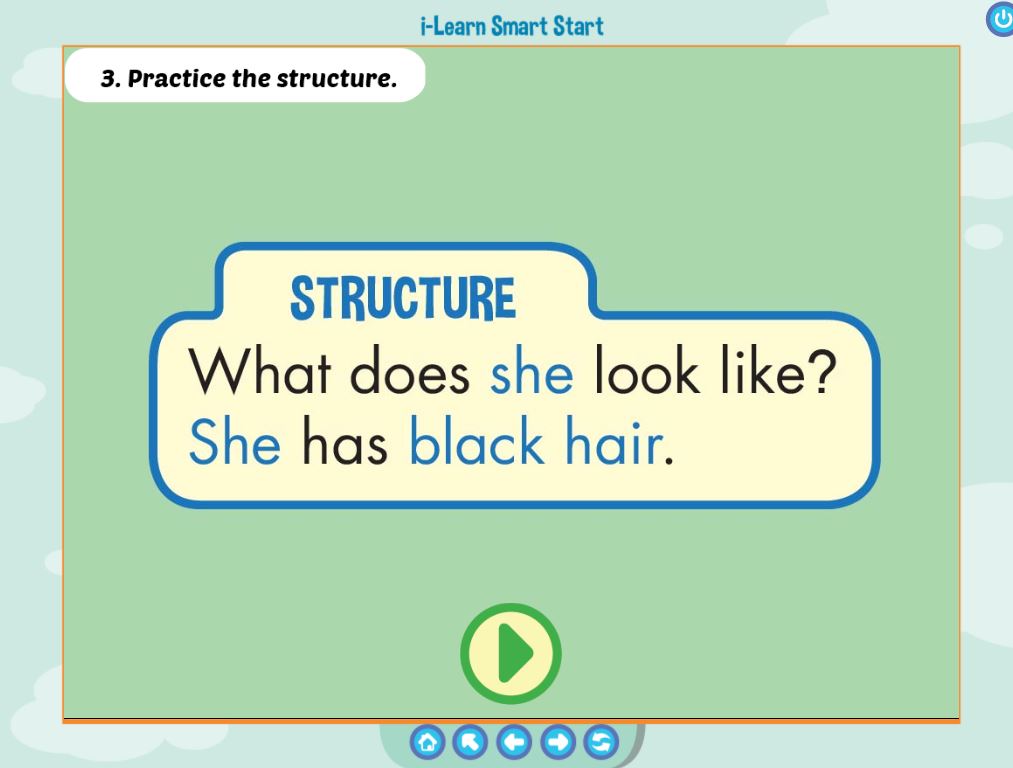 i-Learn Smart Start
3. Practice the structure.
STRUCTURE
What does she look like?
She has black hair.